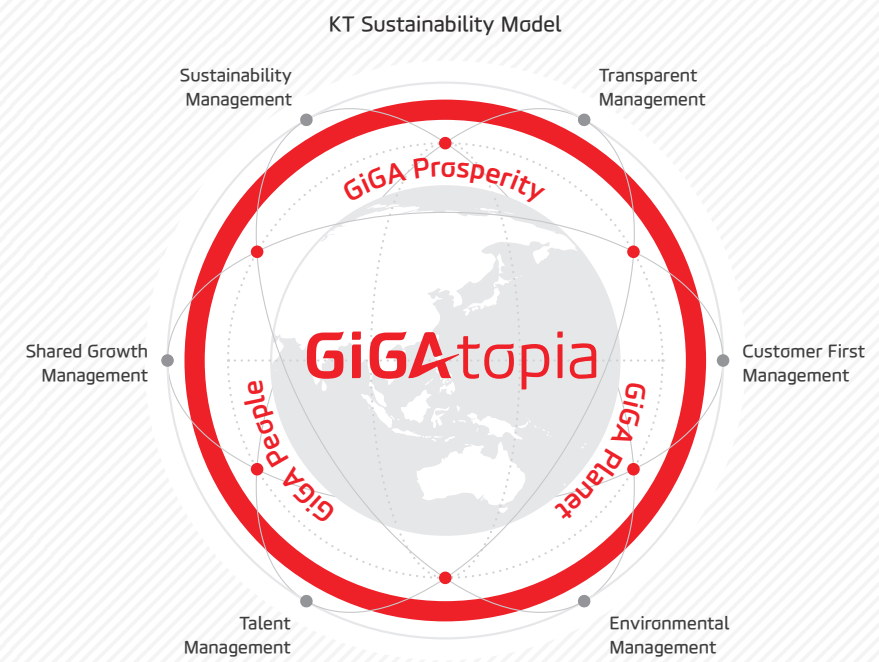 KT Sustainability Model
Sustainability
Management
Transparent
Management
GiGA Prosperity
Shared Growth
Management
GiGAtopia
Customer First
Management
GiGA People
GiGA Planet
Talent
Management
Environmental
Management